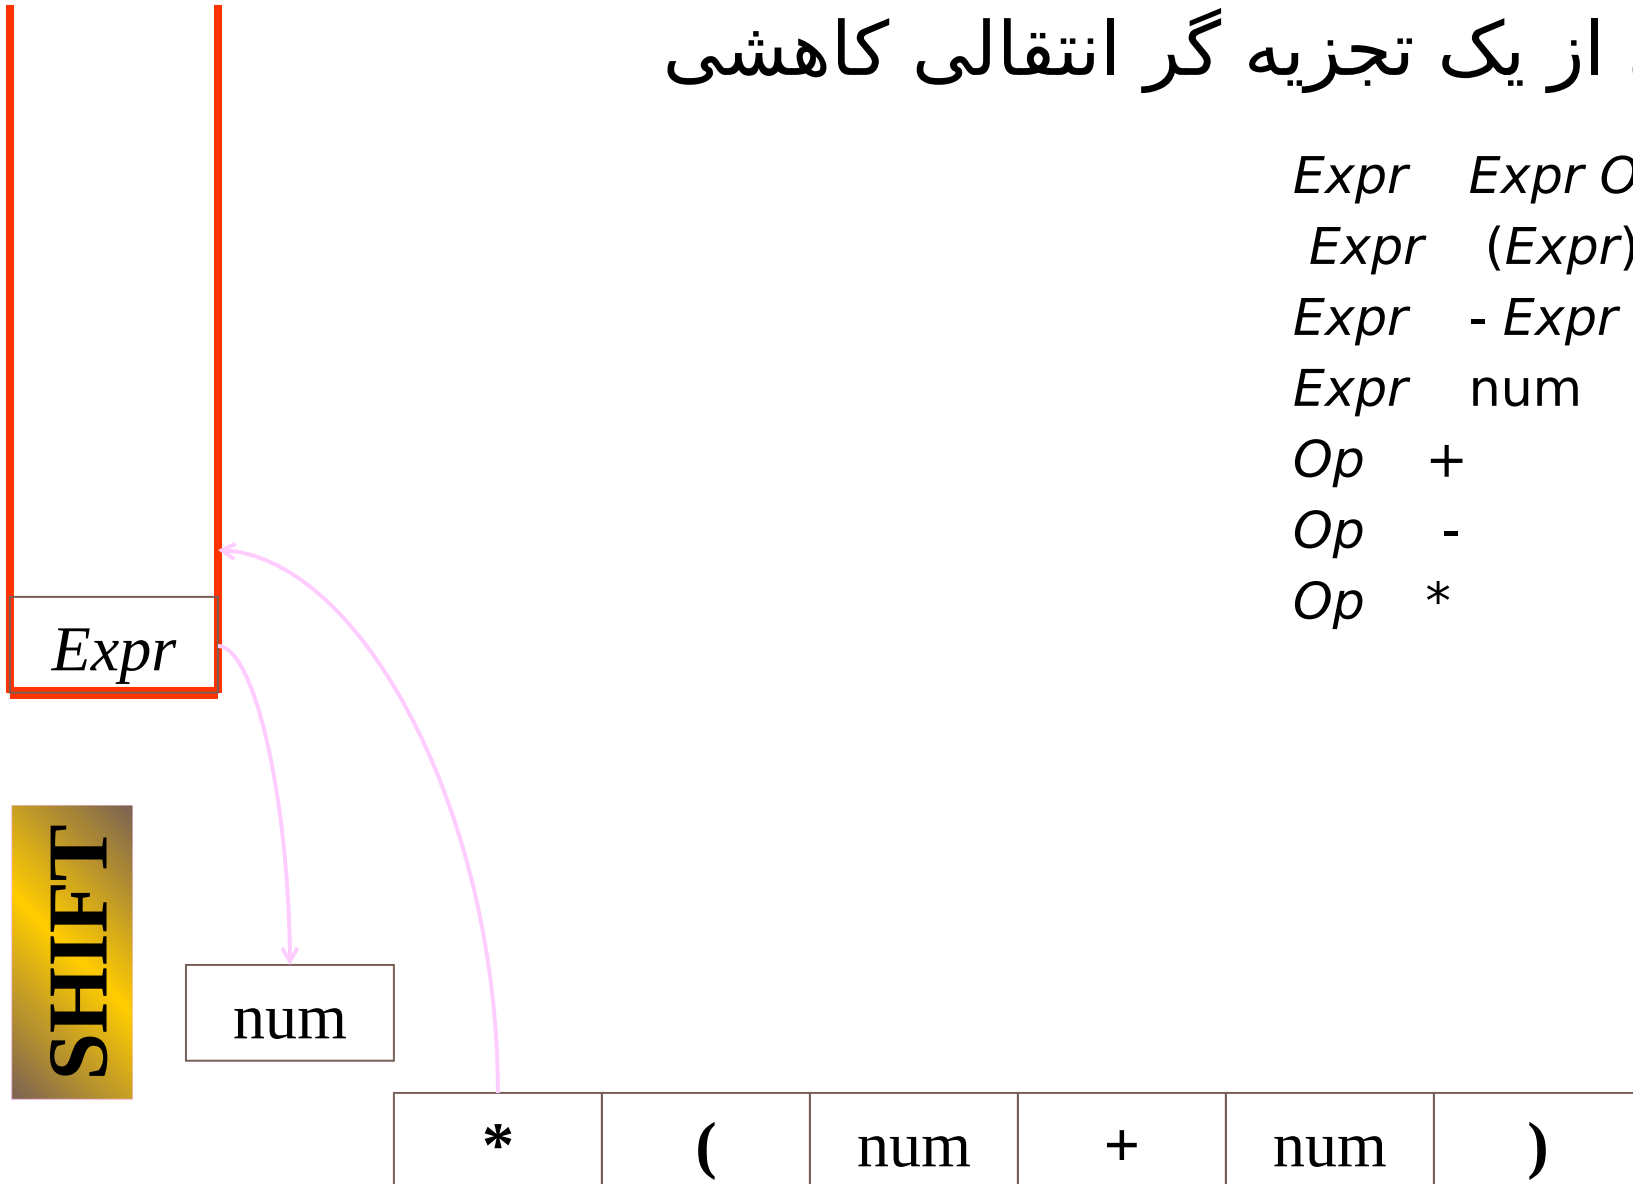 از یک تجزیه گر انتقالی کاهشی
Expr Expr
Expr (Expr)
Expr - Expr
Expr num
Op +
Op -
Op *
Expr
SHIFT
num
* ( num + num )